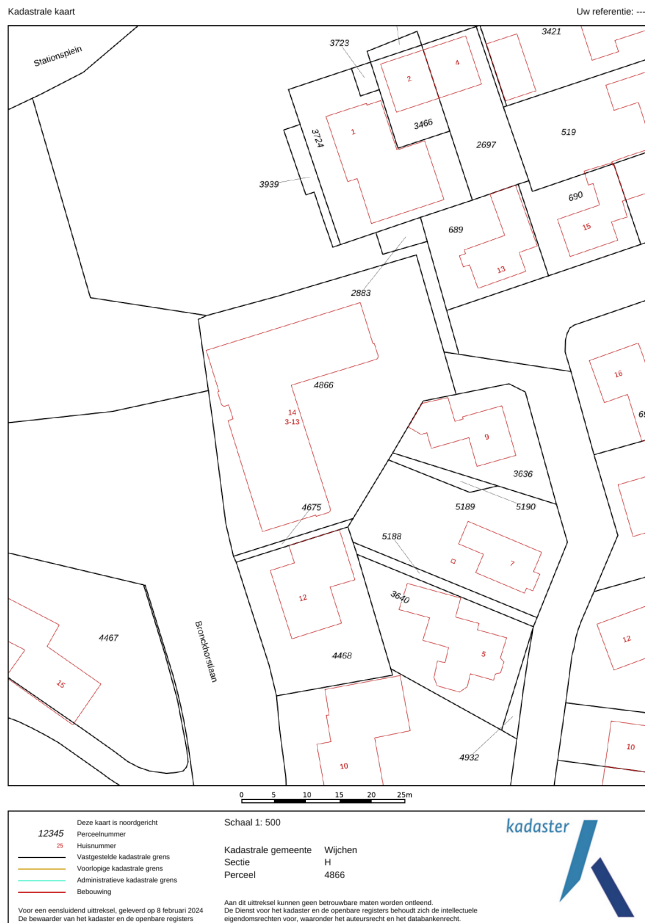 Kadastrale kaart
Uw referentie: ---
Stationsplein
3723
3421
2
4
1
3724
3466
2697
519
3939
690
689
15
13
2883
4866
14
3-13
16
9
3636
4675
5189
5190
5188
7
12
3640
4467
Bronckhorstlaan
4468
5
12
15
4932
10
10
0 5 10 15 20 25m
Deze kaart is noordgericht
12345 Perceelnummer
25 Huisnummer
Vastgestelde kadastrale grens
Voorlopige kadastrale grens
Administratieve kadastrale grens
Bebouwing
Voor een eensluidend uittreksel, geleverd op 8 februari 2024
De bewaarder van het kadaster en de openbare registers
Schaal 1: 500
Kadastrale gemeente Wijchen
Sectie H
Perceel 4866
Aan dit uittreksel kunnen geen betrouwbare maten worden ontleend.
De Dienst voor het kadaster en de openbare registers behoudt zich de intellectuele
eigendomsrechten voor, waaronder het auteursrecht en het databankenrecht.
kadaster